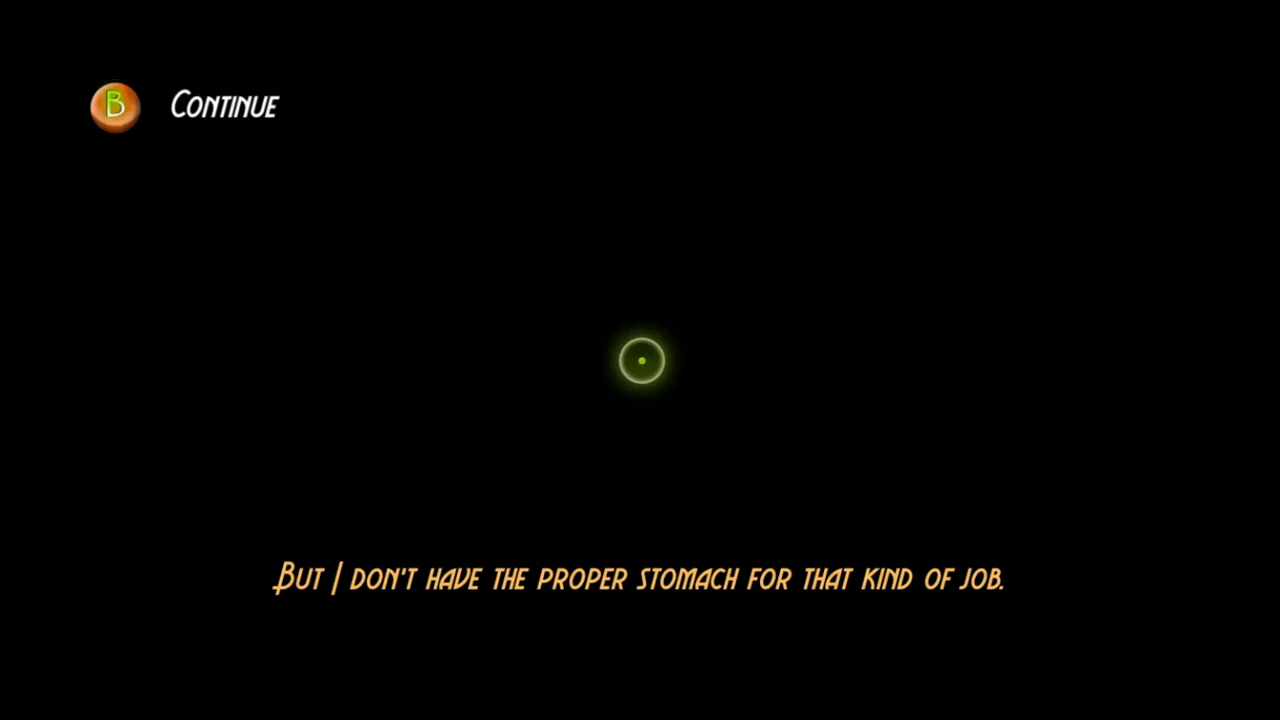 B Continue
But I don't have the proper stomach for that kind of job.